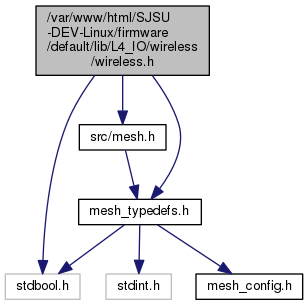 /var/www/html/SJSU
-DEV-Linux/firmware
/default/lib/L4_IO/wireless
/wireless.h
src/mesh.h
mesh_typedefs.h
stdbool.h
stdint.h
mesh_config.h